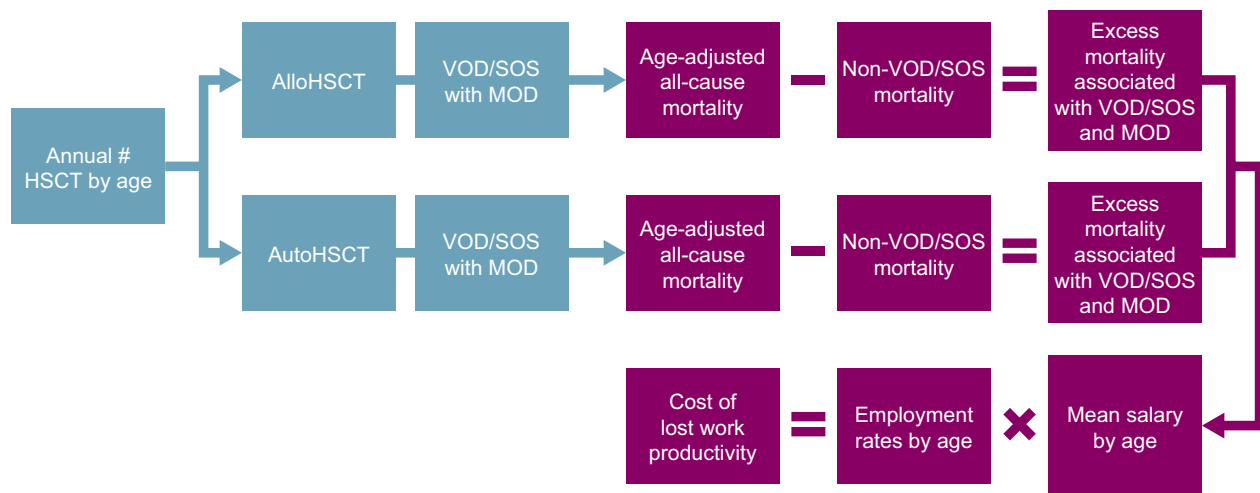 Annual #
HSCT by age
AlloHSCT
VOD/SOS
with MOD
Age-adjusted
all-cause
mortality
Non-VOD/SOS
mortality
Excess
mortality
associated
with VOD/SOS
and MOD
AutoHSCT
VOD/SOS
with MOD
Age-adjusted
all-cause
mortality
Non-VOD/SOS
mortality
Excess
mortality
associated
with VOD/SOS
and MOD
Cost of
lost work
productivity
Employment
rates by age
Mean salary
by age